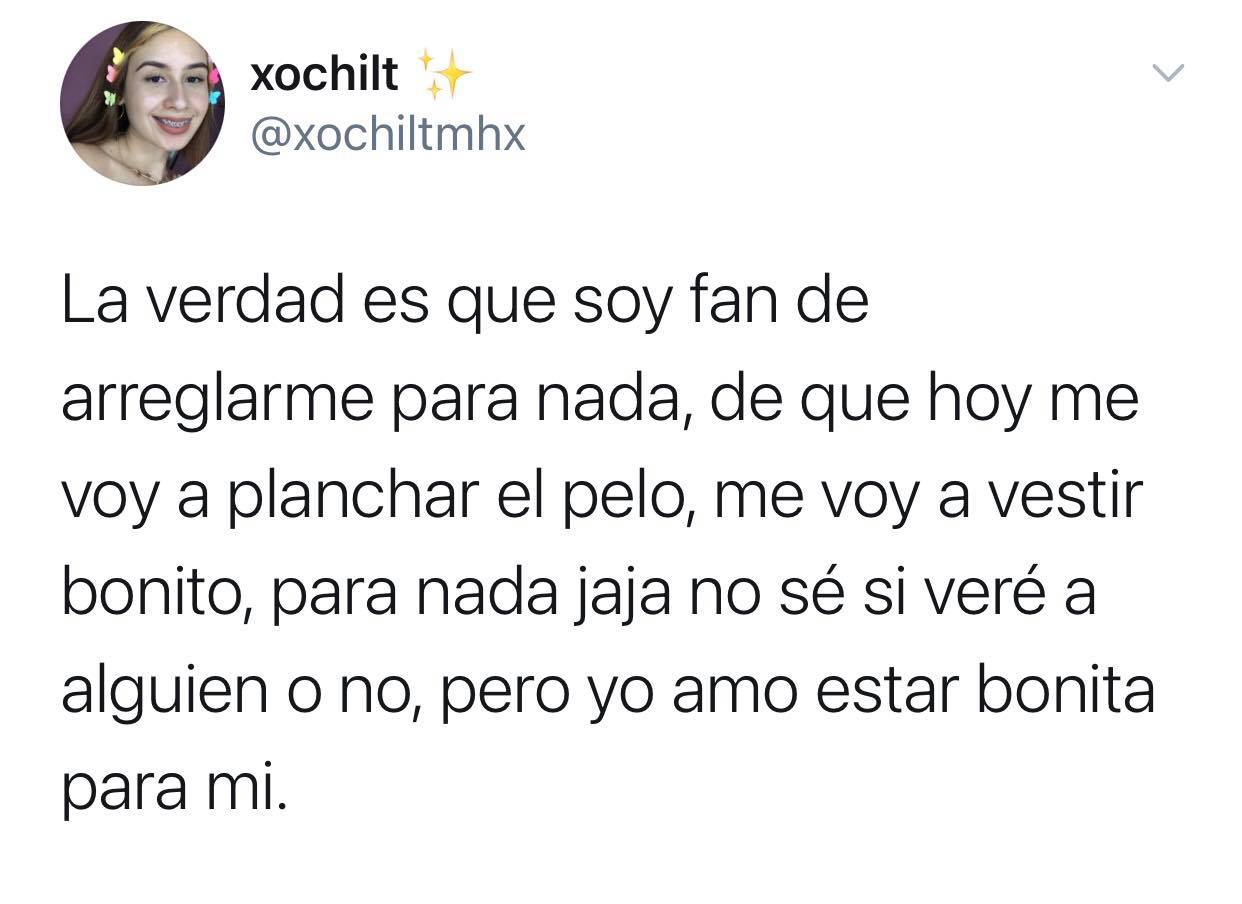 xochilt ✨
@xochiltmhx
La verdad es que soy fan de
arreglarme para nada, de que hoy me
voy a planchar el pelo, me voy a vestir
bonito, para nada jaja no sé si veré a
alguien o no, pero yo amo estar bonita
para mi.